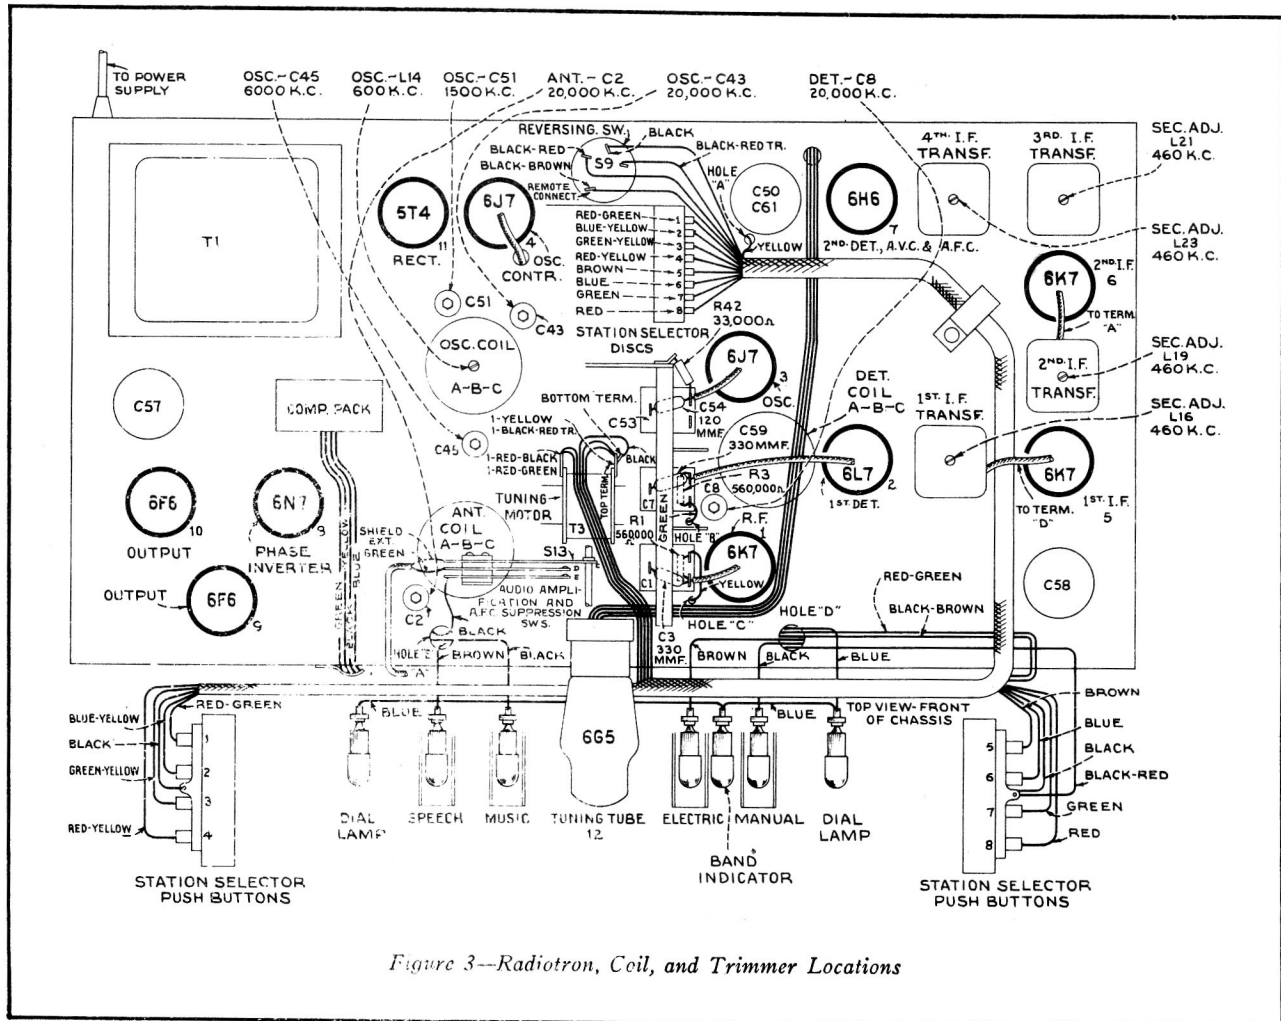 TO POWER
SUPPLY
OSC.-C45
6000 K.C.
OSC.-L14
600 K.C.
OSC.-C51
1500 K.C.
ANT.-C2
20,000 K.C.
OSC.-C43
20,000 K.C.
DET.-C8
20,000 K.C.
REVERSING. SW.
BLACK
BLACK-RED
BLACK-BROWN
S9
BLACK-RED TR.
REMOTE
CONNECT.
HOLE
"A"
C50
C61
6H6
7
2ND. DET., A.V.C. & A.F.C.
4TH. I.F.
TRANSF.
3RD. I.F.
TRANSF.
SEC. ADJ.
L21
460 K.C.
SEC. ADJ.
L23
460 K.C.
SEC. ADJ.
L19
460 K.C.
SEC. ADJ.
L16
460 K.C.
T1
5T4
11
RECT.
6J7
4
OSC.
CONTR.
RED-GREEN
1
BLUE-YELLOW
2
GREEN-YELLOW
3
RED-YELLOW
4
BROWN
5
BLUE
6
GREEN
7
RED
8
YELLOW
STATION SELECTOR
DISCS
R42
33,000Ω
C51
C43
OSC. COIL
A-B-C
6J7
3
OSC.
6K7
2ND. I.F.
6
TO TERM.
"A"
2ND. I.F.
TRANSF.
DET.
COIL
A-B-C
1ST. I.F.
TRANSF.
C57
COMP. PACK
BOTTOM TERM.
1-YELLOW
1-BLACK-RED TR.
C53
C54
120
MMF.
C59
330MMF.
C45
1-RED-BLACK
1-RED-GREEN
BLACK
TOP TERM.
TUNING
MOTOR
T3
C7
R3
560,000Ω
C8
6L7
2
1ST. DET.
6K7
1ST. I.F.
5
TO TERM.
"D"
6F6
10
OUTPUT
6N7
9
PHASE
INVERTER
OUTPUT
6F6
9
GREEN-YELLOW
BLUE
SHIELD
EXT.
GREEN
ANT.
COIL
A-B-C
S13
R1
560000
Ω
GREEN
HOLE "B"
R.F.
1
6K7
C1
YELLOW
HOLE "C"
C3
330
MMF.
C2
AUDIO AMPLI-
FICATION AND
A.F.C. SUPPRESSION
SWS.
HOLE "E"
"A"
BLACK
BROWN
BLACK
HOLE "D"
RED-GREEN
BLACK-BROWN
C58
BROWN
BLACK
BLUE
BLUE
BLUE
TOP VIEW-FRONT
OF CHASSIS
RED-GREEN
BLUE-YELLOW
BLACK
GREEN-YELLOW
RED-YELLOW
1
2
3
4
STATION SELECTOR
PUSH BUTTONS
DIAL
LAMP
SPEECH
MUSIC
6G5
TUNING TUBE
12
ELECTRIC
MANUAL
DIAL
LAMP
BAND
INDICATOR
5
6
7
8
BROWN
BLUE
BLACK
BLACK-RED
GREEN
RED
STATION SELECTOR
PUSH BUTTONS
Figure 3—Radiotron, Coil, and Trimmer Locations